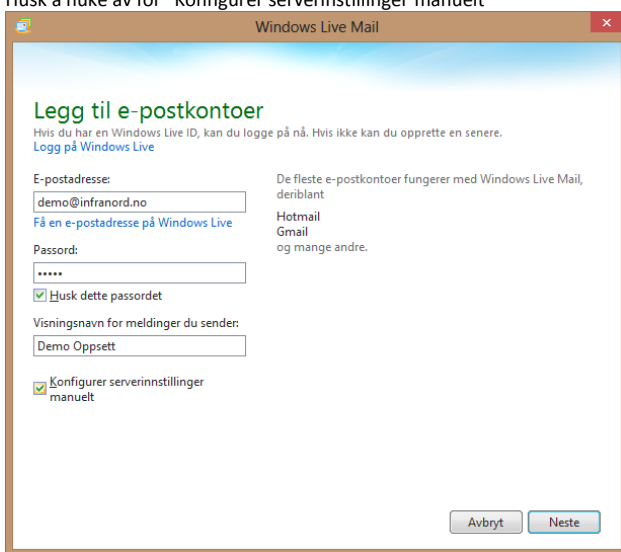 Husk å huke av for "Konfigurer serverinstillinger manuelt"
Windows Live Mail
Legg til e-postkontoer
Hvis du har en Windows Live ID, kan du logge på nå. Hvis ikke kan du opprette en senere.
Logg på Windows Live
E-postadresse:
demo@infranord.no
Få en e-postadresse på Windows Live
Passord:
•••••
Husk dette passordet
Visningsnavn for meldinger du sender:
Demo Oppsett
Konfigurer serverinnstillinger
manuelt
De fleste e-postkontoer fungerer med Windows Live Mail,
deriblant
Hotmail
Gmail
og mange andre.
Avbryt
Neste